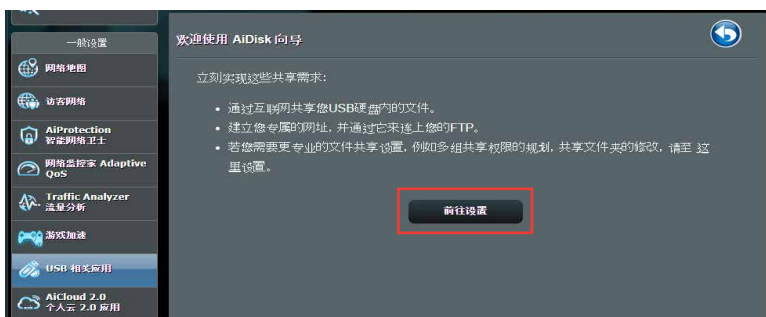 一般设置
网络地图
访客网络
AiProtection
智能网络卫士
网络监控家 Adaptive
QoS
Traffic Analyzer
流量分析
游戏加速
USB 相关应用
AiCloud 2.0
个人云 2.0 应用
欢迎使用 AiDisk 向导
立刻实现这些共享需求：
• 通过互联网共享您USB硬盘内的文件。
• 建立您专属的网址，并通过它来连上您的FTP。
• 若您需要更专业的文件共享设置，例如多组共享权限的规划，共享文件夹的修改，请至 这
里设置。
前往设置